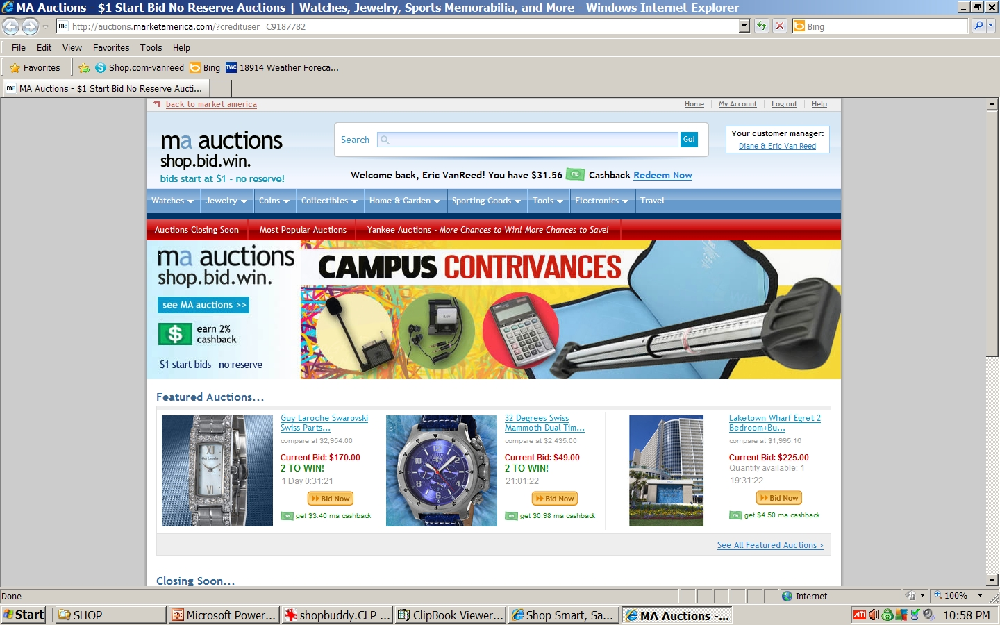 MA Auctions - $1 Start Bid No Reserve Auctions | Watches, Jewelry, Sports Memorabilia, and More - Windows Internet Explorer
http://auctions.marketamerica.com/?credituser=C9187782
Bing
File Edit View Favorites Tools Help
Favorites Shop.com-vanreed Bing TWC 18914 Weather Foreca...
ma MA Auctions - $1 Start Bid No Reserve Aucti...
back to market america
Home My Account Log out Help
ma auctions
shop.bid.win.
bids start at $1 - no reserve!
Search Go!
Your customer manager:
Diane & Eric Van Reed
Welcome back, Eric VanReed! You have $31.56 ma Cashback Redeem Now
Watches Jewelry Coins Collectibles Home & Garden Sporting Goods Tools Electronics Travel
Auctions Closing Soon Most Popular Auctions Yankee Auctions - More Chances to Win! More Chances to Save!
ma auctions
shop.bid.win.
see MA auctions >>
$ earn 2%
cashback
$1 start bids no reserve
CAMPUS CONTRIVANCES
Featured Auctions...
Guy Laroche Swarovski
Swiss Parts...
compare at $2,954.00
Current Bid: $170.00
2 TO WIN!
1 Day 0:31:21
Bid Now
ma get $3.40 ma cashback
32 Degrees Swiss
Mammoth Dual Tim...
compare at $2,435.00
Current Bid: $49.00
2 TO WIN!
21:01:22
Bid Now
ma get $0.98 ma cashback
Laketown Wharf Egret 2
Bedroom+Bu...
compare at $1,995.16
Current Bid: $225.00
Quantity available: 1
19:31:22
Bid Now
ma get $4.50 ma cashback
See All Featured Auctions >
Closing Soon...
Done Internet 100%
Start SHOP Microsoft Power... shopbuddy.CLP ... ClipBook Viewer... Shop Smart, Sa... MA Auctions -... ATI 10:58 PM